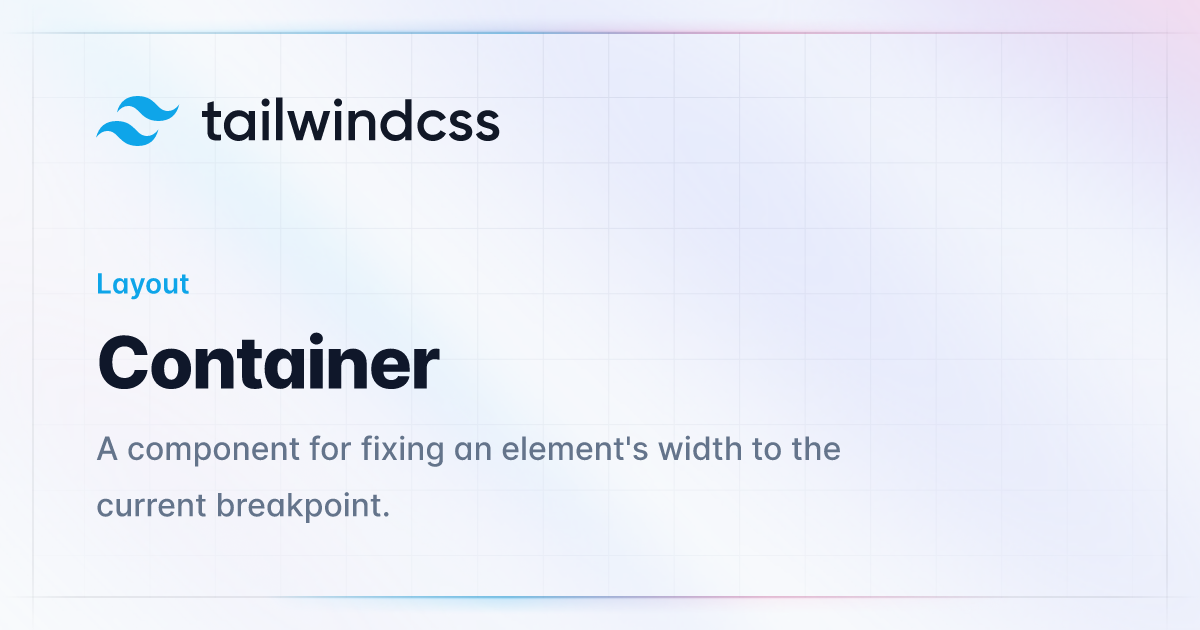 tailwindcss
Layout
Container
A component for fixing an element's width to the
current breakpoint.